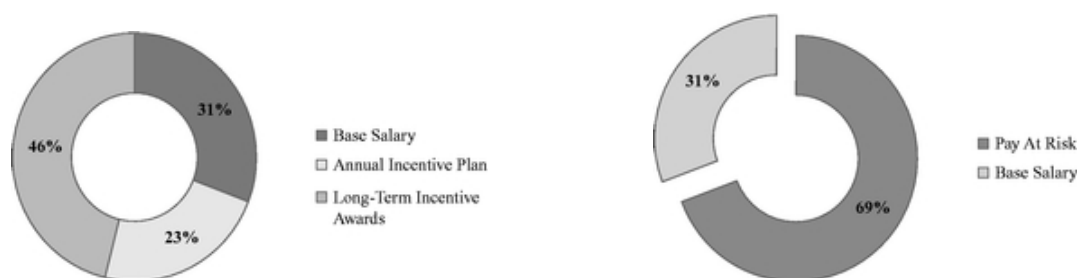 31%
46%
23%
Base Salary
Annual Incentive Plan
Long-Term Incentive
Awards
31%
69%
Pay At Risk
Base Salary